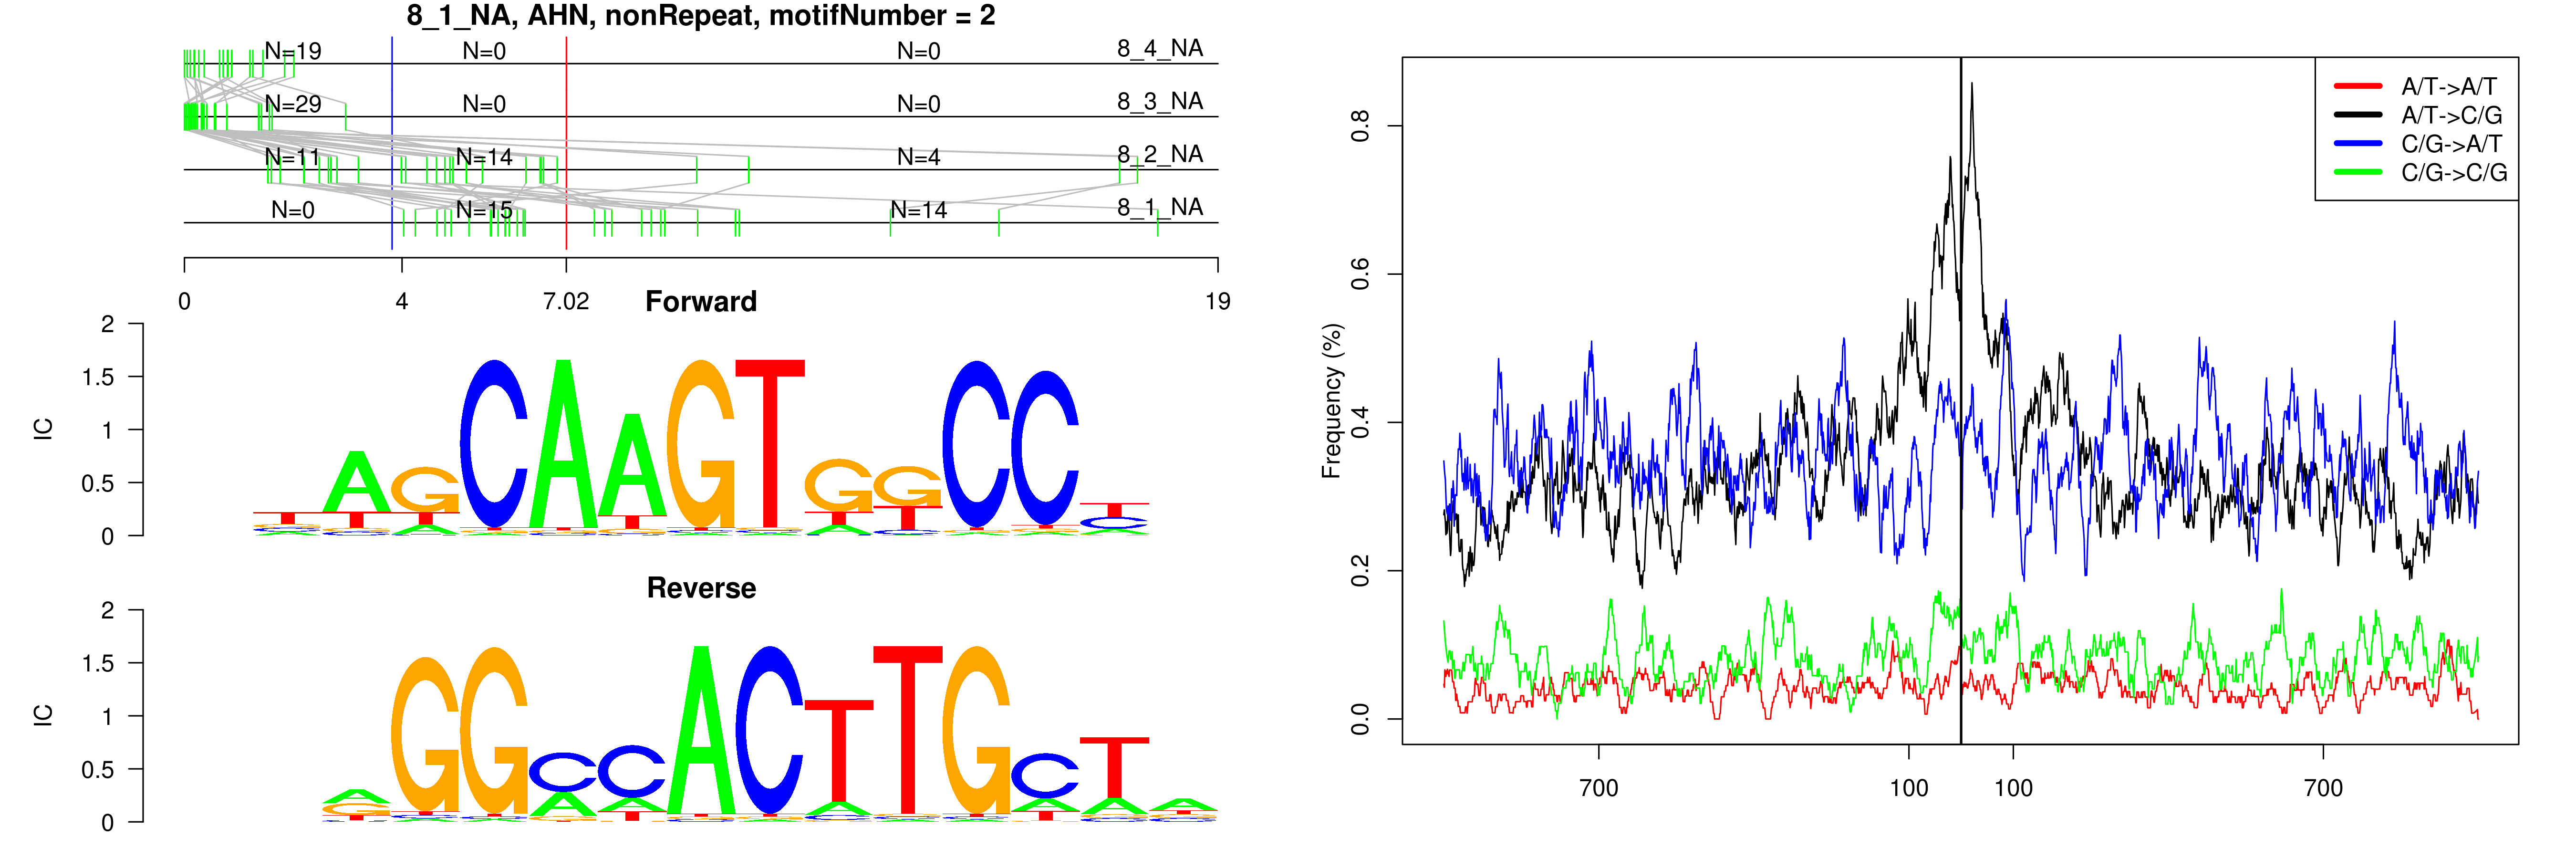 8_1_NA, AHN, nonRepeat, motifNumber = 2
N=19 N=0 N=0 8_4_NA
N=29 N=0 N=0 8_3_NA
N=11 N=14 N=4 8_2_NA
N=0 N=15 N=14 8_1_NA
0 4 7.02 19
Forward
IC
2
1.5
1
0.5
0
T A G C A A G T G G C C T
Reverse
IC
2
1.5
1
0.5
0
A G G C C A C T T G C T A
Frequency (%)
0.8
0.6
0.4
0.2
0.0
700 100 100 700
A/T->A/T
A/T->C/G
C/G->A/T
C/G->C/G